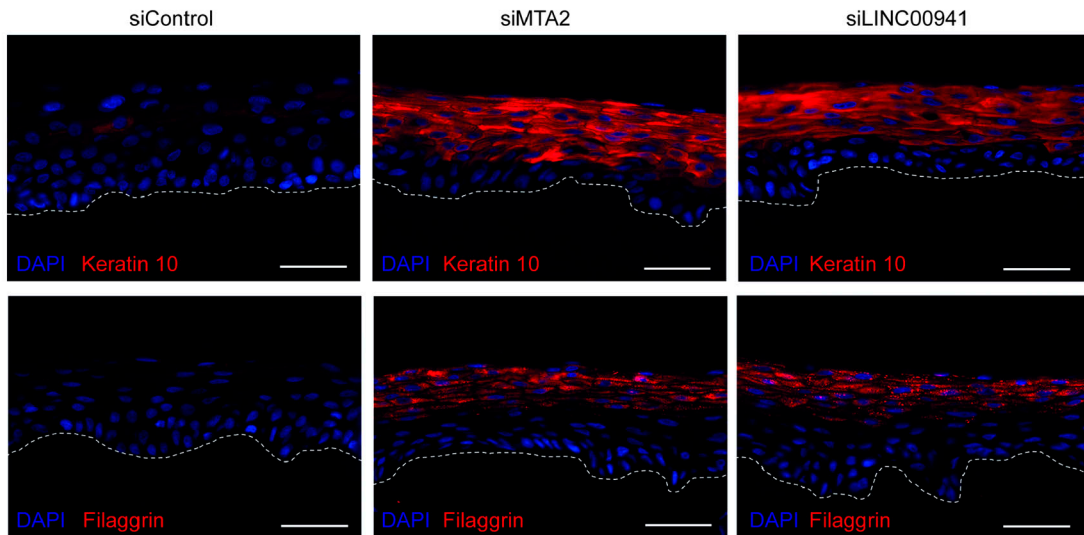 siControl siMTA2 siLINC00941
DAPI Keratin 10 DAPI Keratin 10 DAPI Keratin 10
DAPI Filaggrin DAPI Filaggrin DAPI Filaggrin